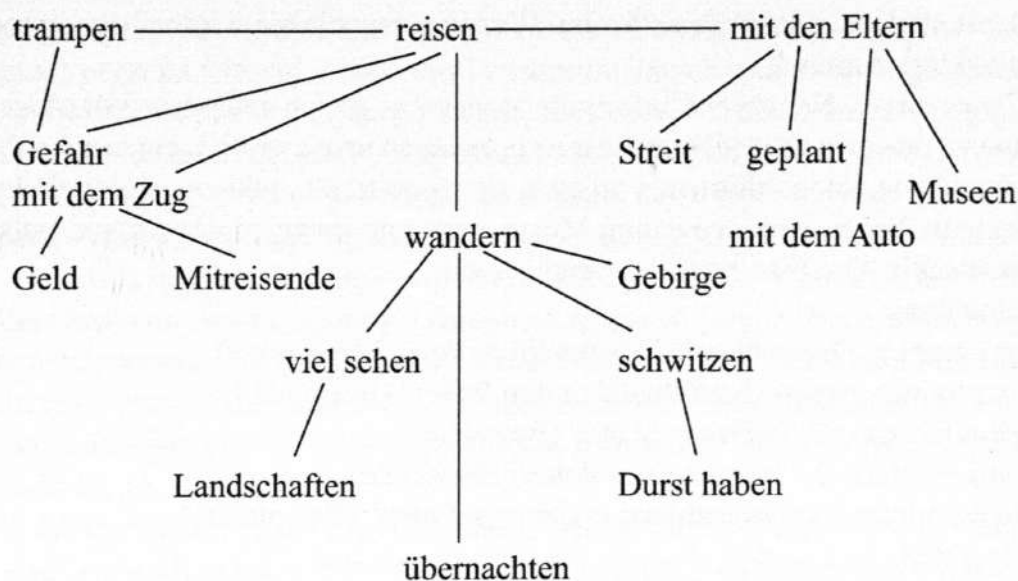 trampen reisen mit den Eltern
Gefahr Streit geplant
mit dem Zug Museen
wandern mit dem Auto
Geld Mitreisende Gebirge
viel sehen schwitzen
Landschaften Durst haben
übernachten